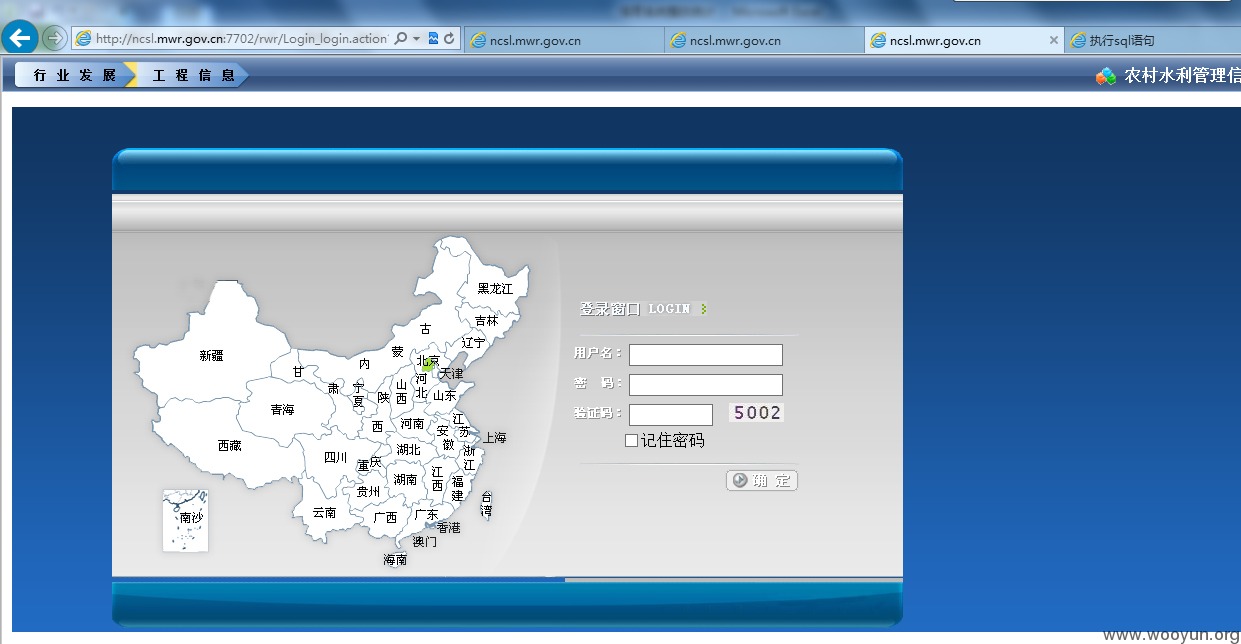 http://ncsl.mwr.gov.cn:7702/rwr/Login_login.action
ncsl.mwr.gov.cn
ncsl.mwr.gov.cn
ncsl.mwr.gov.cn
执行sql语句
行业发展
工程信息
农村水利管理信
登录窗口 LOGIN
用户名：
密 码：
验证码：
5002
记住密码
确 定
黑龙江
吉林
辽宁
古
蒙
内
新疆
甘
肃
宁夏
北京
天津
河北
山西
山东
陕
西
青海
西藏
河南
江苏
安徽
上海
四川
重庆
湖北
浙江
湖南
江西
福建
贵州
云南
广西
广东
台湾
香港
澳门
海南
南沙
www.wooyun.org